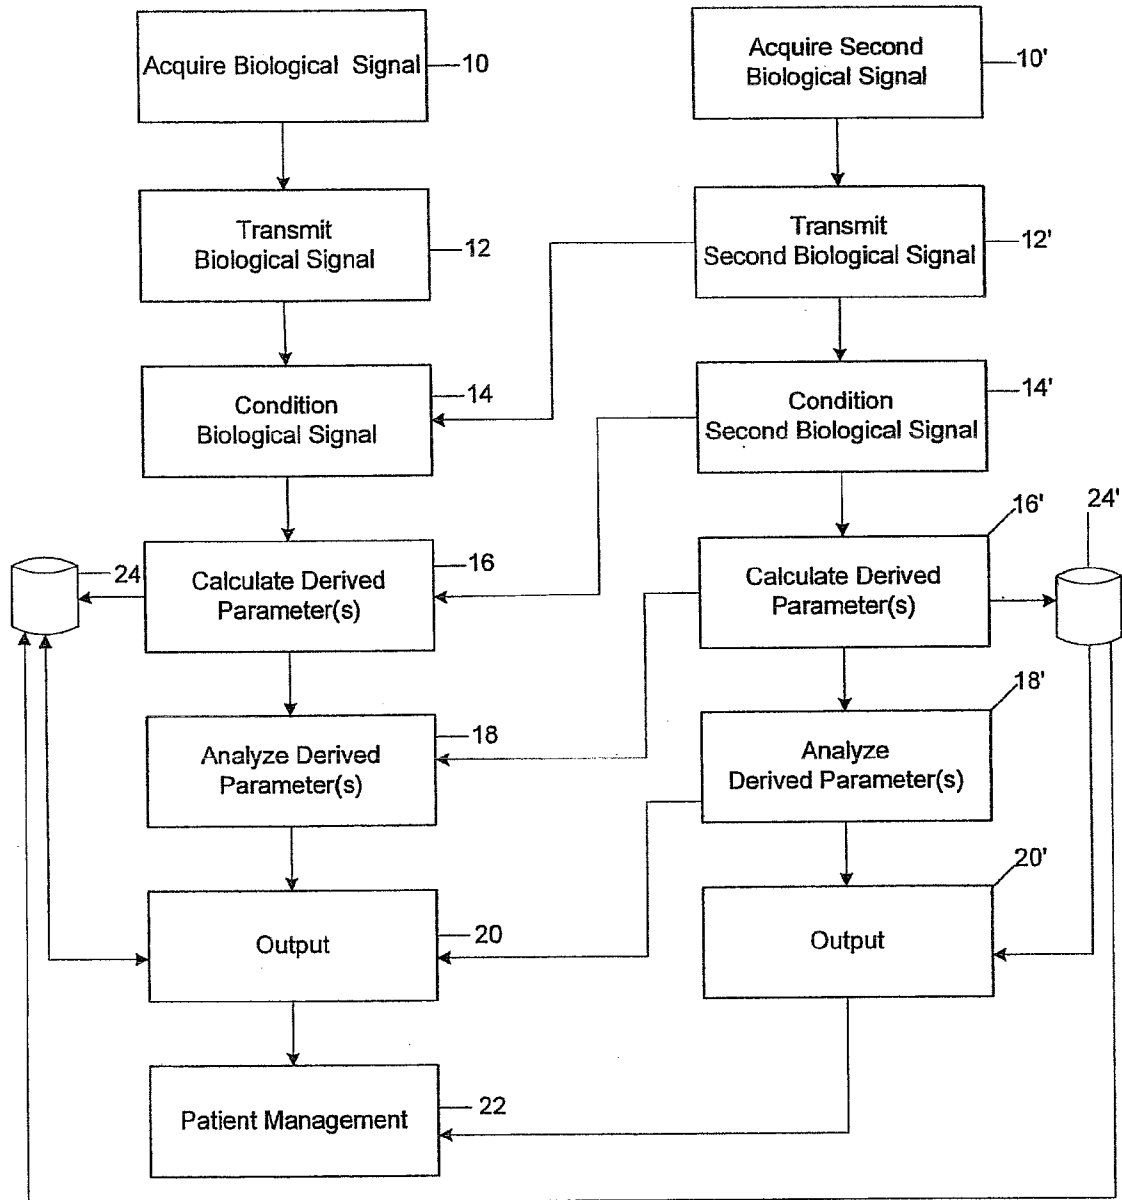 Acquire Biological Signal
10
Acquire Second
Biological Signal
10'
Transmit
Biological Signal
12
Transmit
Second Biological Signal
12'
Condition
Biological Signal
14
Condition
Second Biological Signal
14'
24
Calculate Derived
Parameter(s)
16
Calculate Derived
Parameter(s)
16'
24'
Analyze Derived
Parameter(s)
18
Analyze
Derived Parameter(s)
18'
Output
20
Output
20'
Patient Management
22